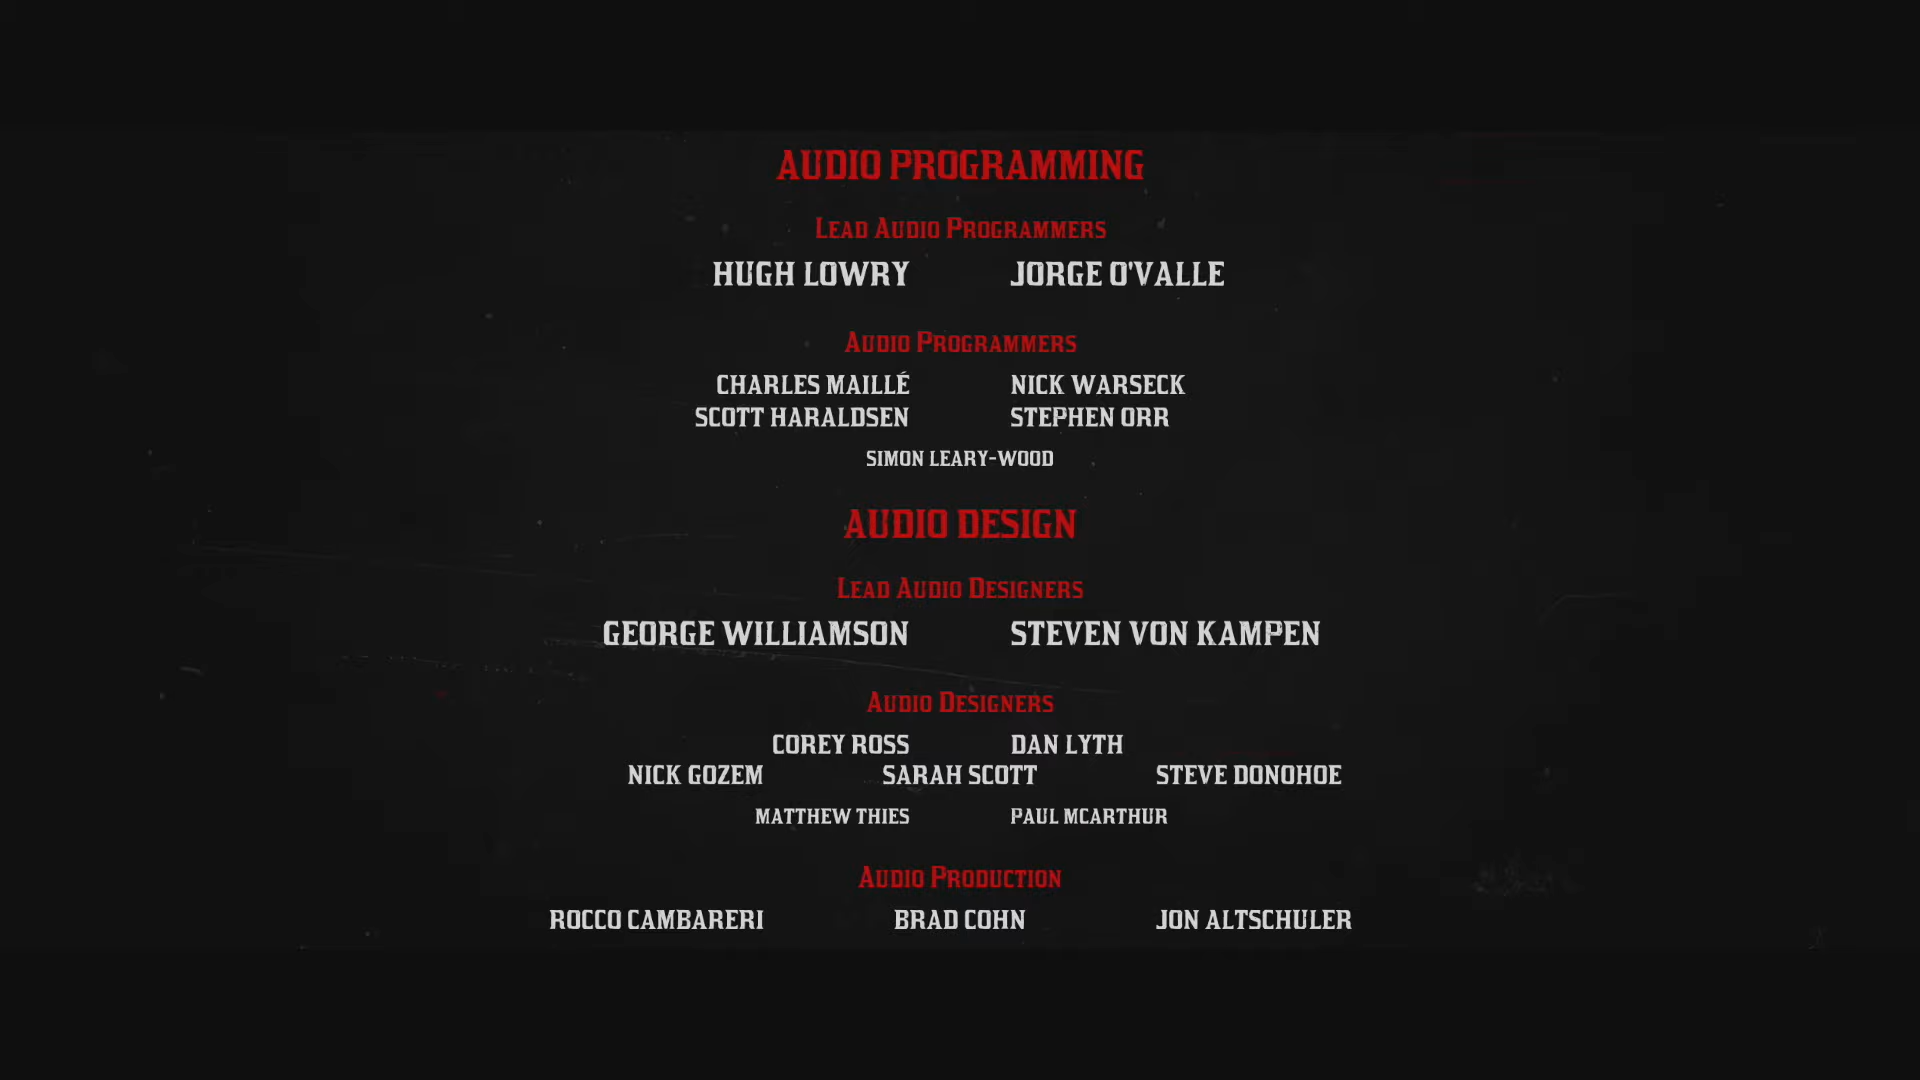 AUDIO PROGRAMMING
LEAD AUDIO PROGRAMMERS
HUGH LOWRY JORGE O'VALLE
AUDIO PROGRAMMERS
CHARLES MAILLÉ NICK WARSECK
SCOTT HARALDSEN STEPHEN ORR
SIMON LEARY-WOOD
AUDIO DESIGN
LEAD AUDIO DESIGNERS
GEORGE WILLIAMSON STEVEN VON KAMPEN
AUDIO DESIGNERS
COREY ROSS DAN LYTH
NICK GOZEM SARAH SCOTT STEVE DONOHOE
MATTHEW THIES PAUL MCARTHUR
AUDIO PRODUCTION
ROCCO CAMBARERI BRAD COHN JON ALTSCHULER